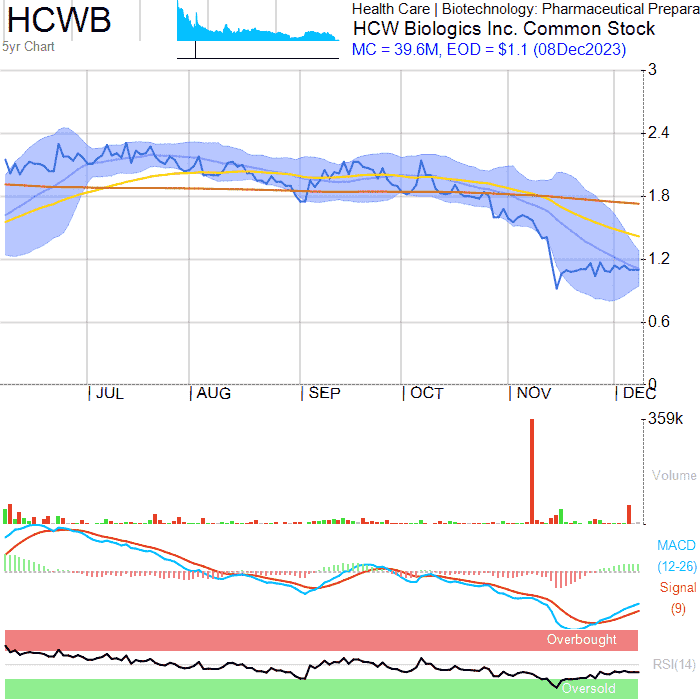 HCWB
5yr Chart
Health Care | Biotechnology: Pharmaceutical Prepara
HCW Biologics Inc. Common Stock
MC = 39.6M, EOD = $1.1 (08Dec2023)
3
2.4
1.8
1.2
0.6
0
JUL AUG SEP OCT NOV DEC
359k
Volume
MACD
(12-26)
Signal
(9)
Overbought
RSI(14)
Oversold